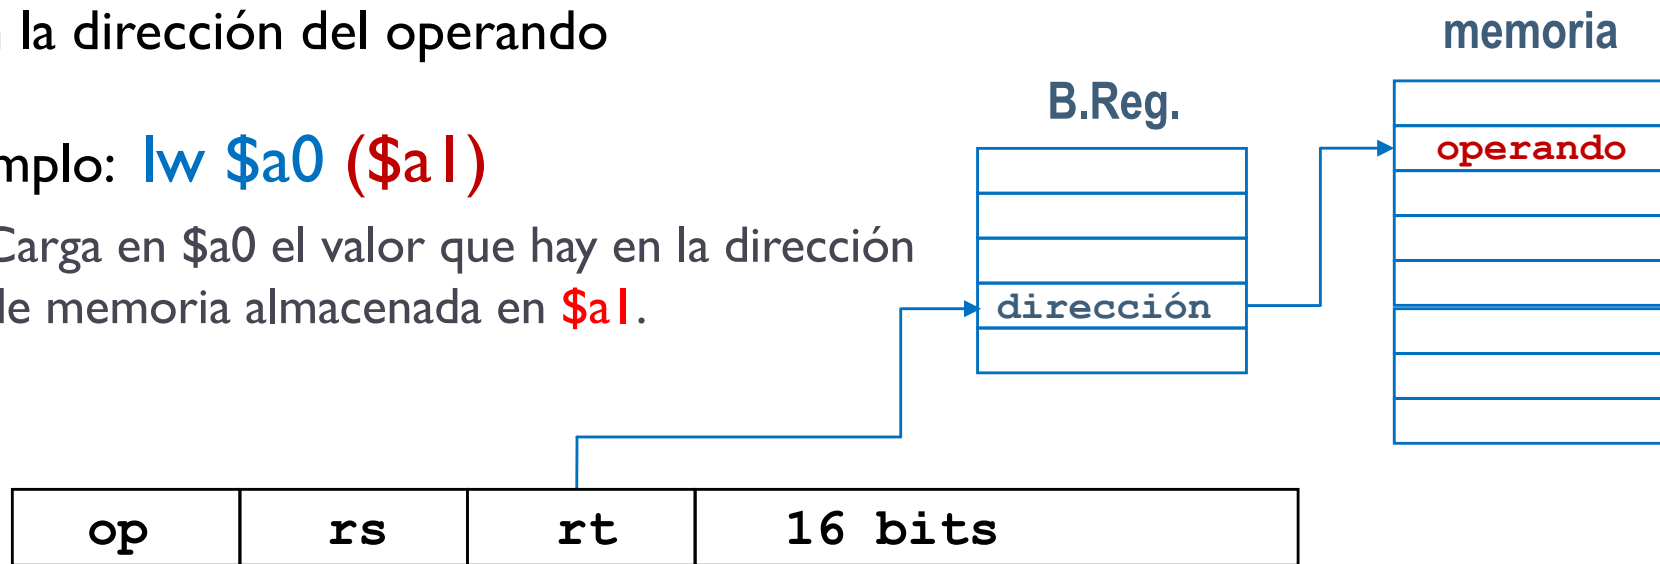 la dirección del operando
memoria
B.Reg.
mplo: lw $a0 ($a1)
operando
Carga en $a0 el valor que hay en la dirección
de memoria almacenada en $a1.
dirección
op rs rt 16 bits